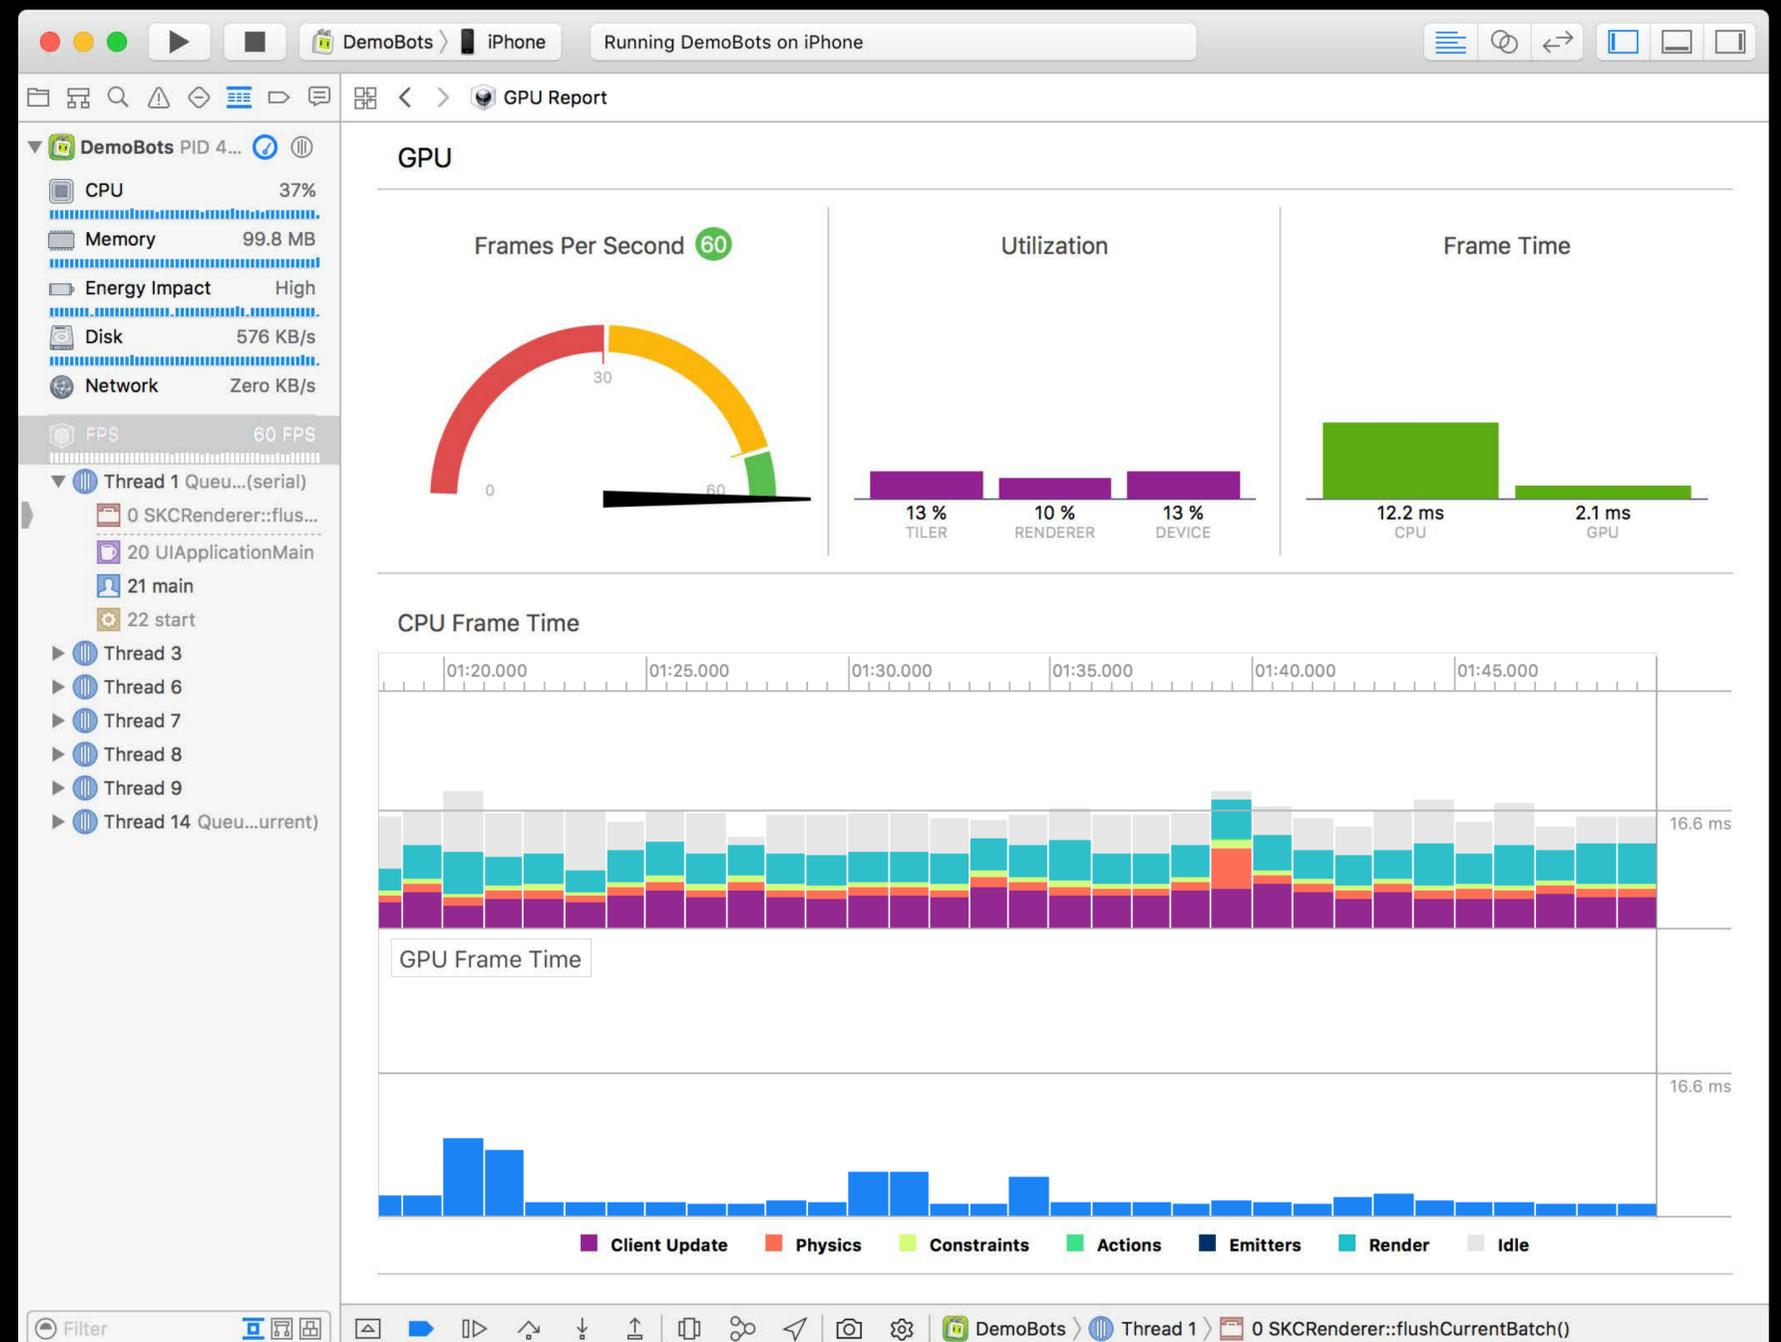 DemoBots iPhone Running DemoBots on iPhone
GPU Report
DemoBots PID 4...
CPU 37%
Memory 99.8 MB
Energy Impact High
Disk 576 KB/s
Network Zero KB/s
FPS 60 FPS
Thread 1 Queu...(serial)
0 SKCRenderer::flus...
20 UIApplicationMain
21 main
22 start
Thread 3
Thread 6
Thread 7
Thread 8
Thread 9
Thread 14 Queu...urrent)
Filter
GPU
Frames Per Second 60
0
30
60
Utilization
13 % 10 % 13 %
TILER RENDERER DEVICE
Frame Time
12.2 ms 2.1 ms
CPU GPU
CPU Frame Time
01:20.000 01:25.000 01:30.000 01:35.000 01:40.000 01:45.000
16.6 ms
GPU Frame Time
16.6 ms
Client Update Physics Constraints Actions Emitters Render Idle
DemoBots Thread 1 0 SKCRenderer::flushCurrentBatch()